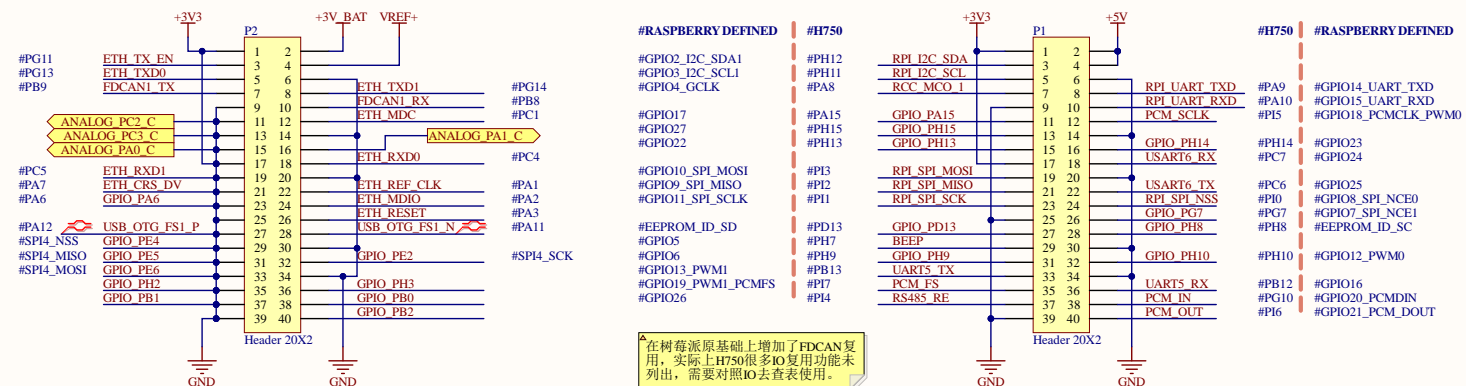 +3V3
+3V_BAT
VREF+
P2
1 2
3 4
5 6
7 8
9 10
11 12
13 14
15 16
17 18
19 20
21 22
23 24
25 26
27 28
29 30
31 32
33 34
35 36
37 38
39 40
Header 20X2
GND
GND
#PG11 ETH_TX_EN
#PG13 ETH_TXD0
#PB9 FDCAN1_TX
ANALOG_PC2_C
ANALOG_PC3_C
ANALOG_PA0_C
#PC5 ETH_RXD1
#PA7 ETH_CRS_DV
#PA6 GPIO_PA6
#PA12 USB_OTG_FS1_P
#SPI4_NSS GPIO_PE4
#SPI4_MISO GPIO_PE5
#SPI4_MOSI GPIO_PE6
GPIO_PH2
GPIO_PB1
ETH_TXD1 #PG14
FDCAN1_RX #PB8
ETH_MDC #PC1
ANALOG_PA1_C
ETH_RXD0 #PC4
ETH_REF_CLK #PA1
ETH_MDIO #PA2
ETH_RESET #PA3
USB_OTG_FS1_N #PA11
GPIO_PE2 #SPI4_SCK
GPIO_PH3
GPIO_PB0
GPIO_PB2
#RASPBERRY DEFINED #H750
#GPIO2_I2C_SDA1 #PH12 RPI_I2C_SDA
#GPIO3_I2C_SCL1 #PH11 RPI_I2C_SCL
#GPIO4_GCLK #PA8 RCC_MCO_1
#GPIO17 #PA15 GPIO_PA15
#GPIO27 #PH15 GPIO_PH15
#GPIO22 #PH13 GPIO_PH13
#GPIO10_SPI_MOSI #PI3 RPI_SPI_MOSI
#GPIO9_SPI_MISO #PI2 RPI_SPI_MISO
#GPIO11_SPI_SCLK #PI1 RPI_SPI_SCK
#EEPROM_ID_SD #PD13 GPIO_PD13
#GPIO5 #PH7 BEEP
#GPIO6 #PH9 GPIO_PH9
#GPIO13_PWM1 #PB13 UART5_TX
#GPIO19_PWM1_PCMFS #PI7 PCM_FS
#GPIO26 #PI4 RS485_RE
+3V3
+5V
P1
1 2
3 4
5 6
7 8
9 10
11 12
13 14
15 16
17 18
19 20
21 22
23 24
25 26
27 28
29 30
31 32
33 34
35 36
37 38
39 40
Header 20X2
GND
GND
#H750 #RASPBERRY DEFINED
RPI_UART_TXD #PA9 #GPIO14_UART_TXD
RPI_UART_RXD #PA10 #GPIO15_UART_RXD
PCM_SCLK #PI5 #GPIO18_PCMCLK_PWM0
GPIO_PH14 #PH14 #GPIO23
USART6_RX #PC7 #GPIO24
USART6_TX #PC6 #GPIO25
RPI_SPI_NSS #PI0 #GPIO8_SPI_NCE0
GPIO_PG7 #PG7 #GPIO7_SPI_NCE1
GPIO_PH8 #PH8 #EEPROM_ID_SC
GPIO_PH10 #PH10 #GPIO12_PWM0
UART5_RX #PB12 #GPIO16
PCM_IN #PG10 #GPIO20_PCMDIN
PCM_OUT #PI6 #GPIO21_PCM_DOUT
在树莓派原基础上增加了FDCAN复
用，实际上H750很多IO复用功能未
列出，需要对照IO去查表使用。